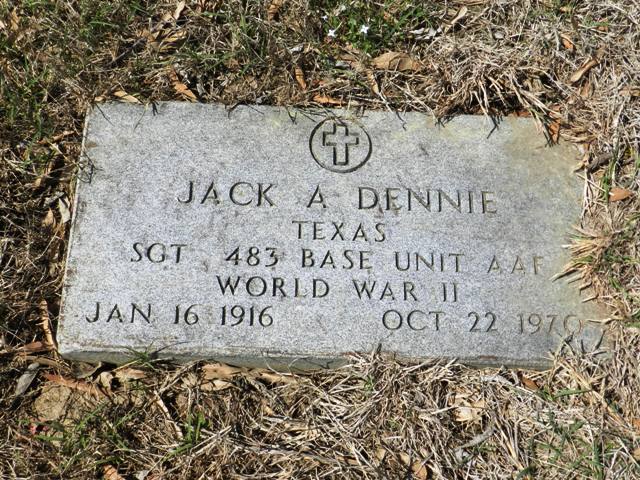 JACK A DENNIE
TEXAS
SGT 483 BASE UNIT AAF
WORLD WAR II
JAN 16 1916 OCT 22 1970